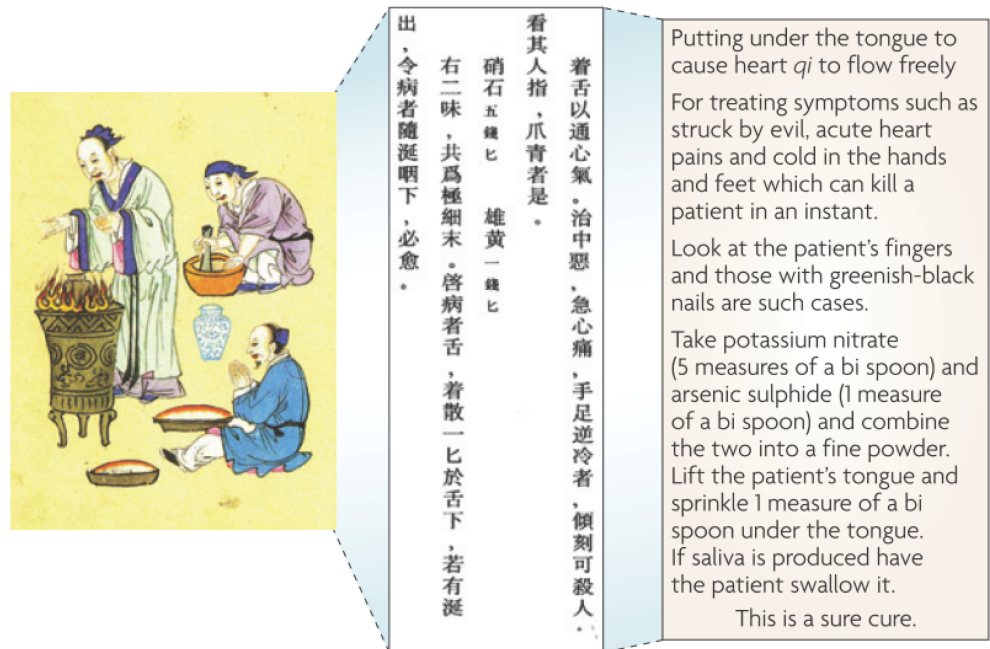 着舌以通心氣。治中惡,急心痛,手足逆冷者,傾刻可殺人。
看其人指,爪青者是。
硝石五錢匕 雄黄一錢匕
右二味,共爲極細末。啓病者舌,着散一匕於舌下,若有涎
出,令病者隨涎咽下,必愈。
Putting under the tongue to
cause heart qi to flow freely
For treating symptoms such as
struck by evil, acute heart
pains and cold in the hands
and feet which can kill a
patient in an instant.
Look at the patient’s fingers
and those with greenish-black
nails are such cases.
Take potassium nitrate
(5 measures of a bi spoon) and
arsenic sulphide (1 measure
of a bi spoon) and combine
the two into a fine powder.
Lift the patient’s tongue and
sprinkle 1 measure of a bi
spoon under the tongue.
If saliva is produced have
the patient swallow it.
This is a sure cure.